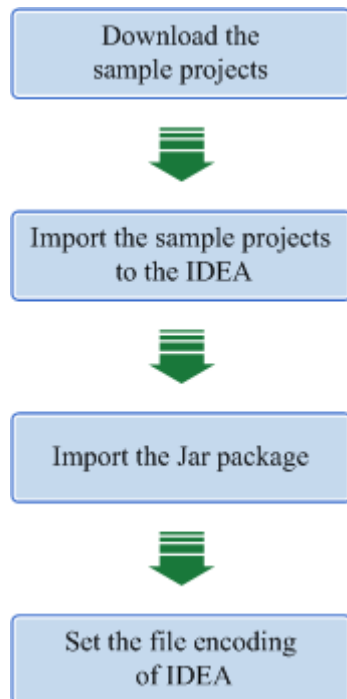 Download the
sample projects
Import the sample projects
to the IDEA
Import the Jar package
Set the file encoding
of IDEA